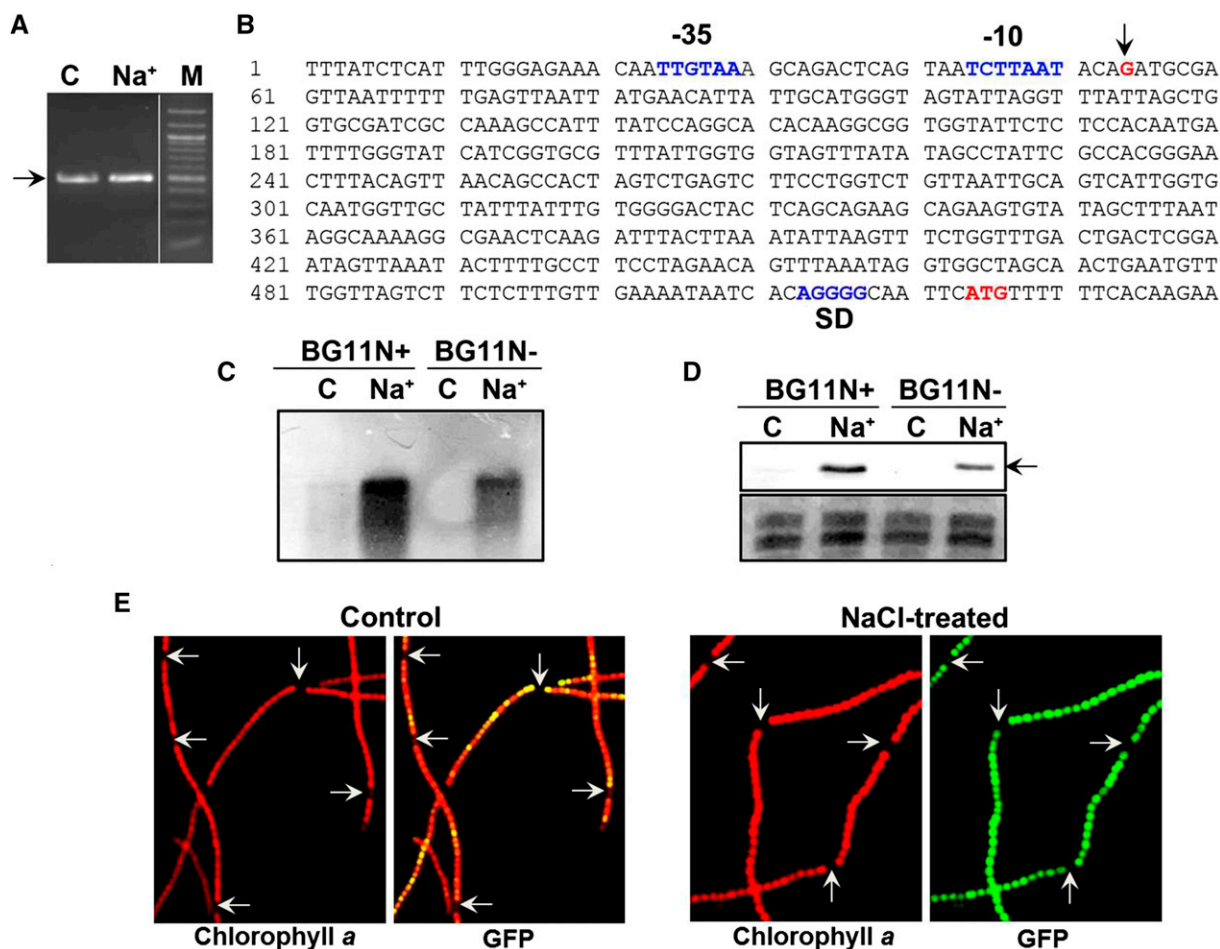 A
C Na⁺ M
B
-35 -10
1 TTTATCTCAT TTGGGAGAAA CAATTGTAAA GCAGACTCAG TAATCTTAAT ACAGATGCGA
61 GTTAATTTTT TGAGTTAATT ATGAACATTA TTGCATGGGT AGTATTAGGT TTATTAGCTG
121 GTGCGATCGC CAAAGCCATT TATCCAGGCA CACAAGGCGG TGGTATTCTC TCCACAATGA
181 TTTTGGGTAT CATCGGTGCG TTTATTGGTG GTAGTTTATA TAGCCTATTC GCCACGGGAA
241 CTTTACAGTT AACAGCCACT AGTCTGAGTC TTCCTGGTCT GTTAATTGCA GTCATTGGTG
301 CAATGGTTGC TATTTATTTG TGGGGACTAC TCAGCAGAAG CAGAAGTGTA TAGCTTTAAT
361 AGGCAAAAGG CGAACTCAAG ATTTACTTAA ATATTAAGTT TCTGGTTTGA CTGACTCGGA
421 ATAGTTAAAT ACTTTTGCCT TCCTAGAACA GTTTAAATAG GTGGCTAGCA ACTGAATGTT
481 TGGTTAGTCT TCTCTTTGTT GAAAATAATC ACAGGGGCAA TTCATGTTTT TTCACAAGAA
SD
C
BG11N+ BG11N-
C Na⁺ C Na⁺
D
BG11N+ BG11N-
C Na⁺ C Na⁺
E
Control NaCl-treated
Chlorophyll a GFP Chlorophyll a GFP